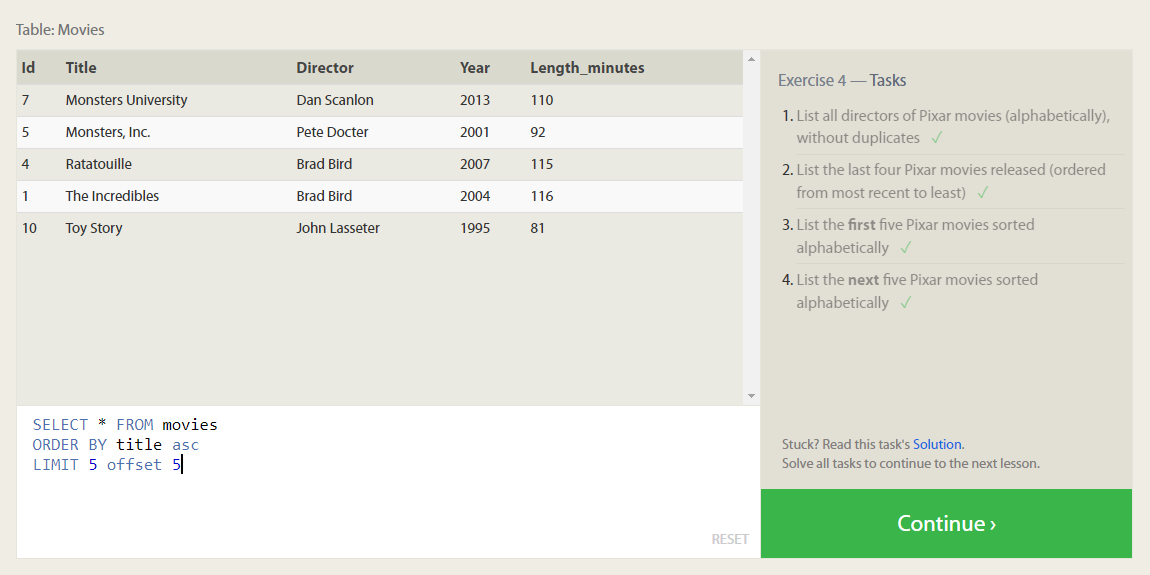 Table: Movies
Id Title Director Year Length_minutes
7 Monsters University Dan Scanlon 2013 110
5 Monsters, Inc. Pete Docter 2001 92
4 Ratatouille Brad Bird 2007 115
1 The Incredibles Brad Bird 2004 116
10 Toy Story John Lasseter 1995 81
SELECT * FROM movies
ORDER BY title asc
LIMIT 5 offset 5
RESET
Exercise 4 — Tasks
1. List all directors of Pixar movies (alphabetically),
without duplicates ✓
2. List the last four Pixar movies released (ordered
from most recent to least) ✓
3. List the first five Pixar movies sorted
alphabetically ✓
4. List the next five Pixar movies sorted
alphabetically ✓
Stuck? Read this task's Solution.
Solve all tasks to continue to the next lesson.
Continue ›